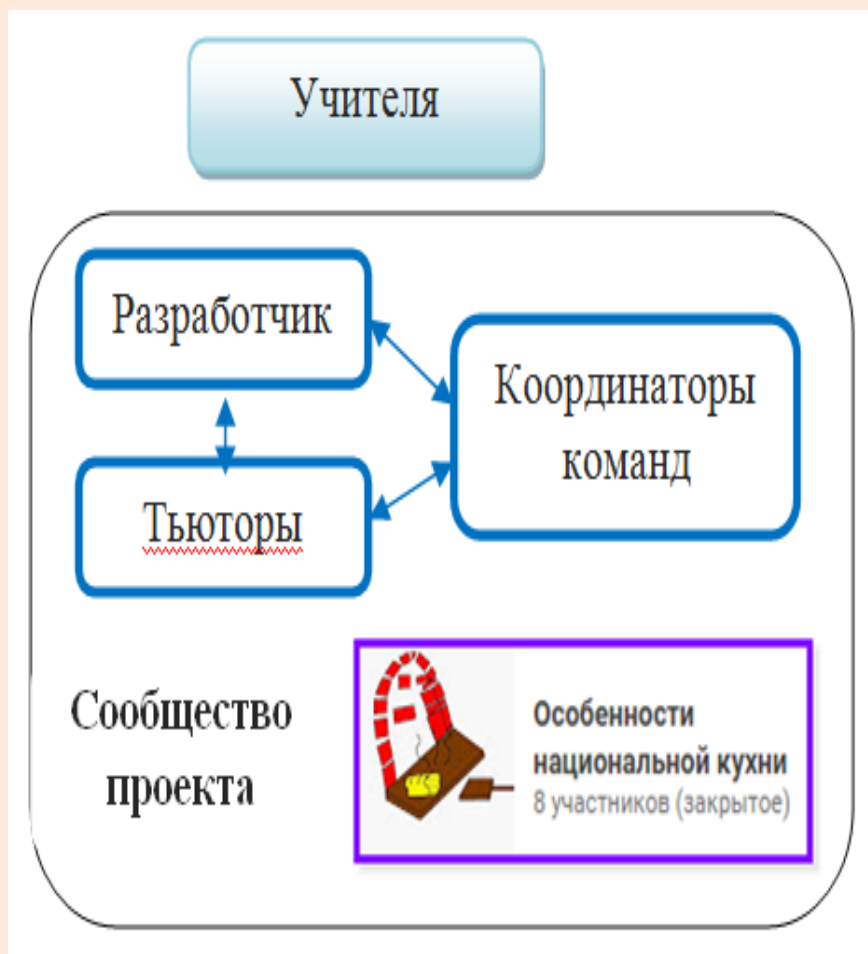 Учителя
Разработчик
Координаторы
команд
Тьюторы
Сообщество
проекта
Особенности
национальной кухни
8 участников (закрытое)